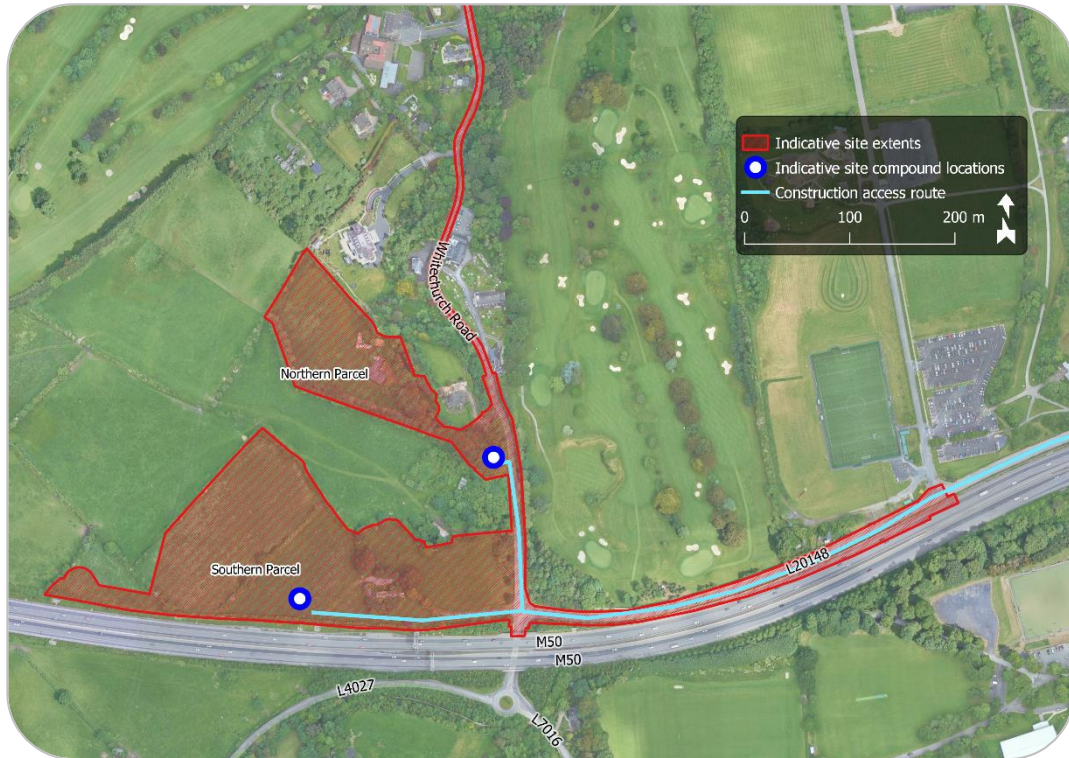 Indicative site extents
Indicative site compound locations
Construction access route
0 100 200 m
Whitechurch Road
Northern Parcel
Southern Parcel
L20148
M50
M50
L4027
L7016